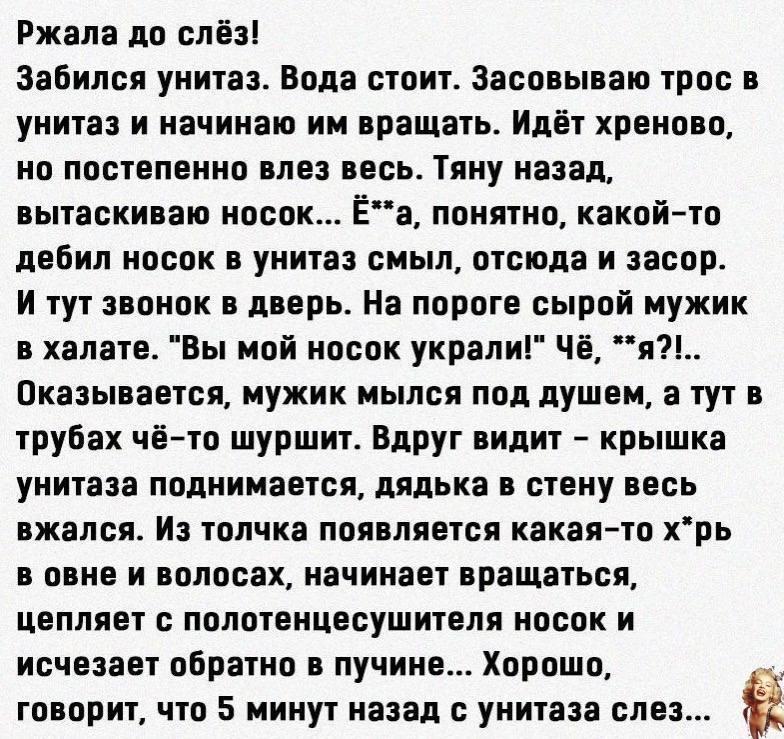 Ржала до слёз!
Забился унитаз. Вода стоит. Засовываю трос в
унитаз и начинаю им вращать. Идёт хреново,
но постепенно влез весь. Тяну назад,
вытаскиваю носок... Ё**а, понятно, какой-то
дебил носок в унитаз смыл, отсюда и засор.
И тут звонок в дверь. На пороге сырой мужик
в халате. "Вы мой носок украли!" Чё, **я?!..
Оказывается, мужик мылся под душем, а тут в
трубах чё-то шуршит. Вдруг видит - крышка
унитаза поднимается, дядька в стену весь
вжался. Из толчка появляется какая-то х*рь
в овне и волосах, начинает вращаться,
цепляет с полотенцесушителя носок и
исчезает обратно в пучине... Хорошо,
говорит, что 5 минут назад с унитаза слез...